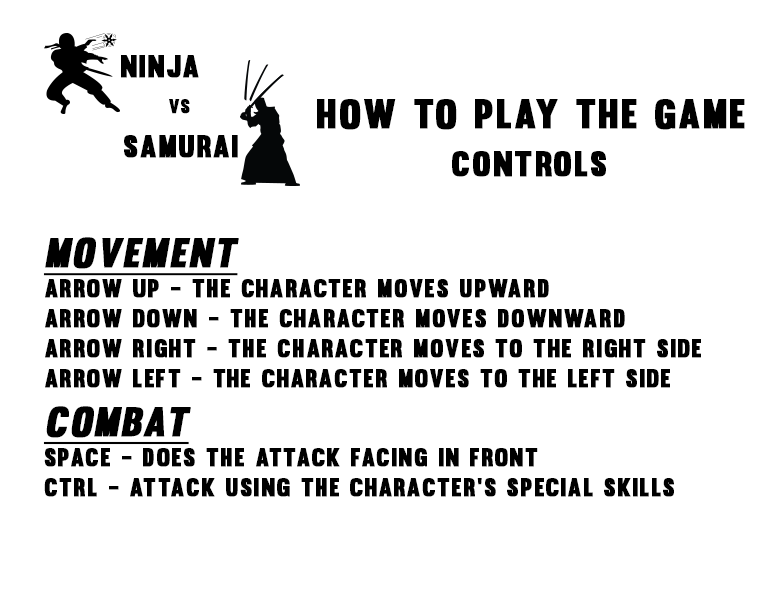 NINJA
VS
SAMURAI
HOW TO PLAY THE GAME
CONTROLS
MOVEMENT
ARROW UP - THE CHARACTER MOVES UPWARD
ARROW DOWN - THE CHARACTER MOVES DOWNWARD
ARROW RIGHT - THE CHARACTER MOVES TO THE RIGHT SIDE
ARROW LEFT - THE CHARACTER MOVES TO THE LEFT SIDE
COMBAT
SPACE - DOES THE ATTACK FACING IN FRONT
CTRL - ATTACK USING THE CHARACTER'S SPECIAL SKILLS